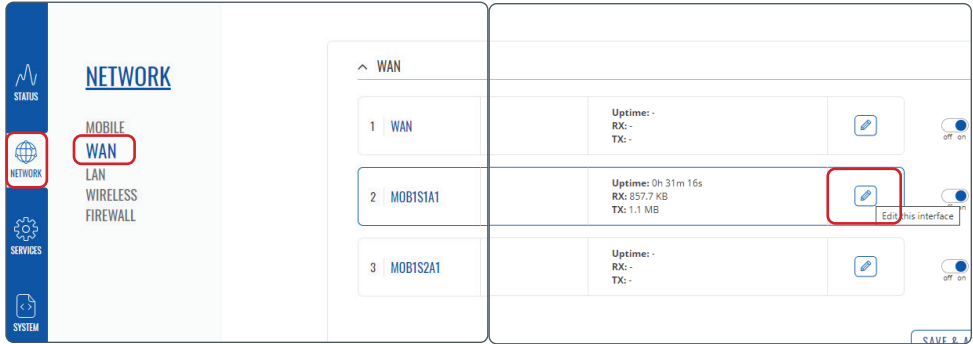 STATUS
NETWORK
SERVICES
SYSTEM
NETWORK
MOBILE
WAN
LAN
WIRELESS
FIREWALL
WAN
1 WAN
Uptime: -
RX: -
TX: -
off on
2 MOB1S1A1
Uptime: 0h 31m 16s
RX: 857.7 KB
TX: 1.1 MB
Edit this interface
on
3 MOB1S2A1
Uptime: -
RX: -
TX: -
off on
SAVE &